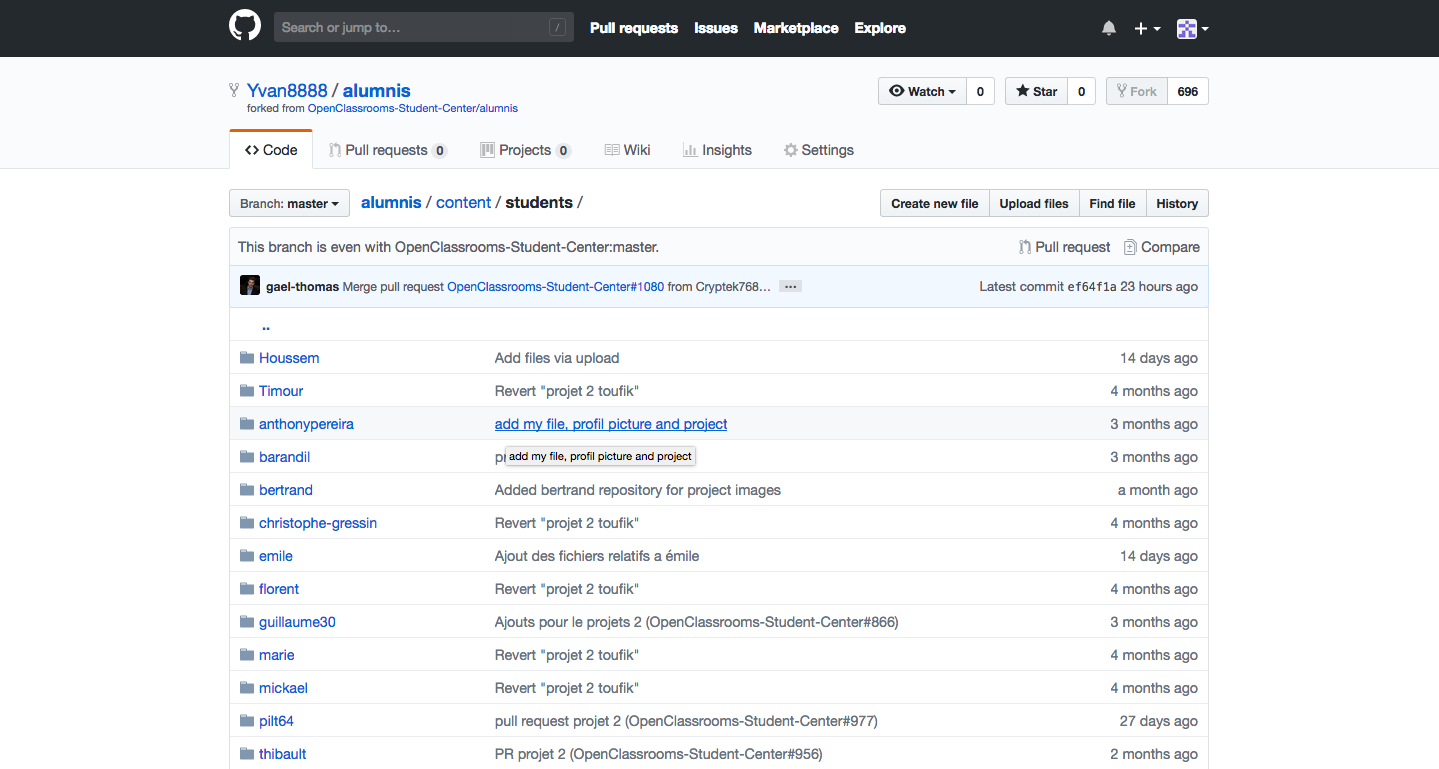 Search or jump to... / Pull requests Issues Marketplace Explore
Yvan8888 / alumnis Watch 0 Star 0 Fork 696
forked from OpenClassrooms-Student-Center/alumnis
Code Pull requests 0 Projects 0 Wiki Insights Settings
Branch: master alumnis / content / students / Create new file Upload files Find file History
This branch is even with OpenClassrooms-Student-Center:master. Pull request Compare
gael-thomas Merge pull request OpenClassrooms-Student-Center#1080 from Cryptek768... ... Latest commit ef64f1a 23 hours ago
..
Houssem Add files via upload 14 days ago
Timour Revert "projet 2 toufik" 4 months ago
anthonypereira add my file, profil picture and project 3 months ago
barandil add my file, profil picture and project 3 months ago
bertrand Added bertrand repository for project images a month ago
christophe-gressin Revert "projet 2 toufik" 4 months ago
emile Ajout des fichiers relatifs a émile 14 days ago
florent Revert "projet 2 toufik" 4 months ago
guillaume30 Ajouts pour le projets 2 (OpenClassrooms-Student-Center#866) 3 months ago
marie Revert "projet 2 toufik" 4 months ago
mickael Revert "projet 2 toufik" 4 months ago
pilt64 pull request projet 2 (OpenClassrooms-Student-Center#977) 27 days ago
thibault PR projet 2 (OpenClassrooms-Student-Center#956) 2 months ago